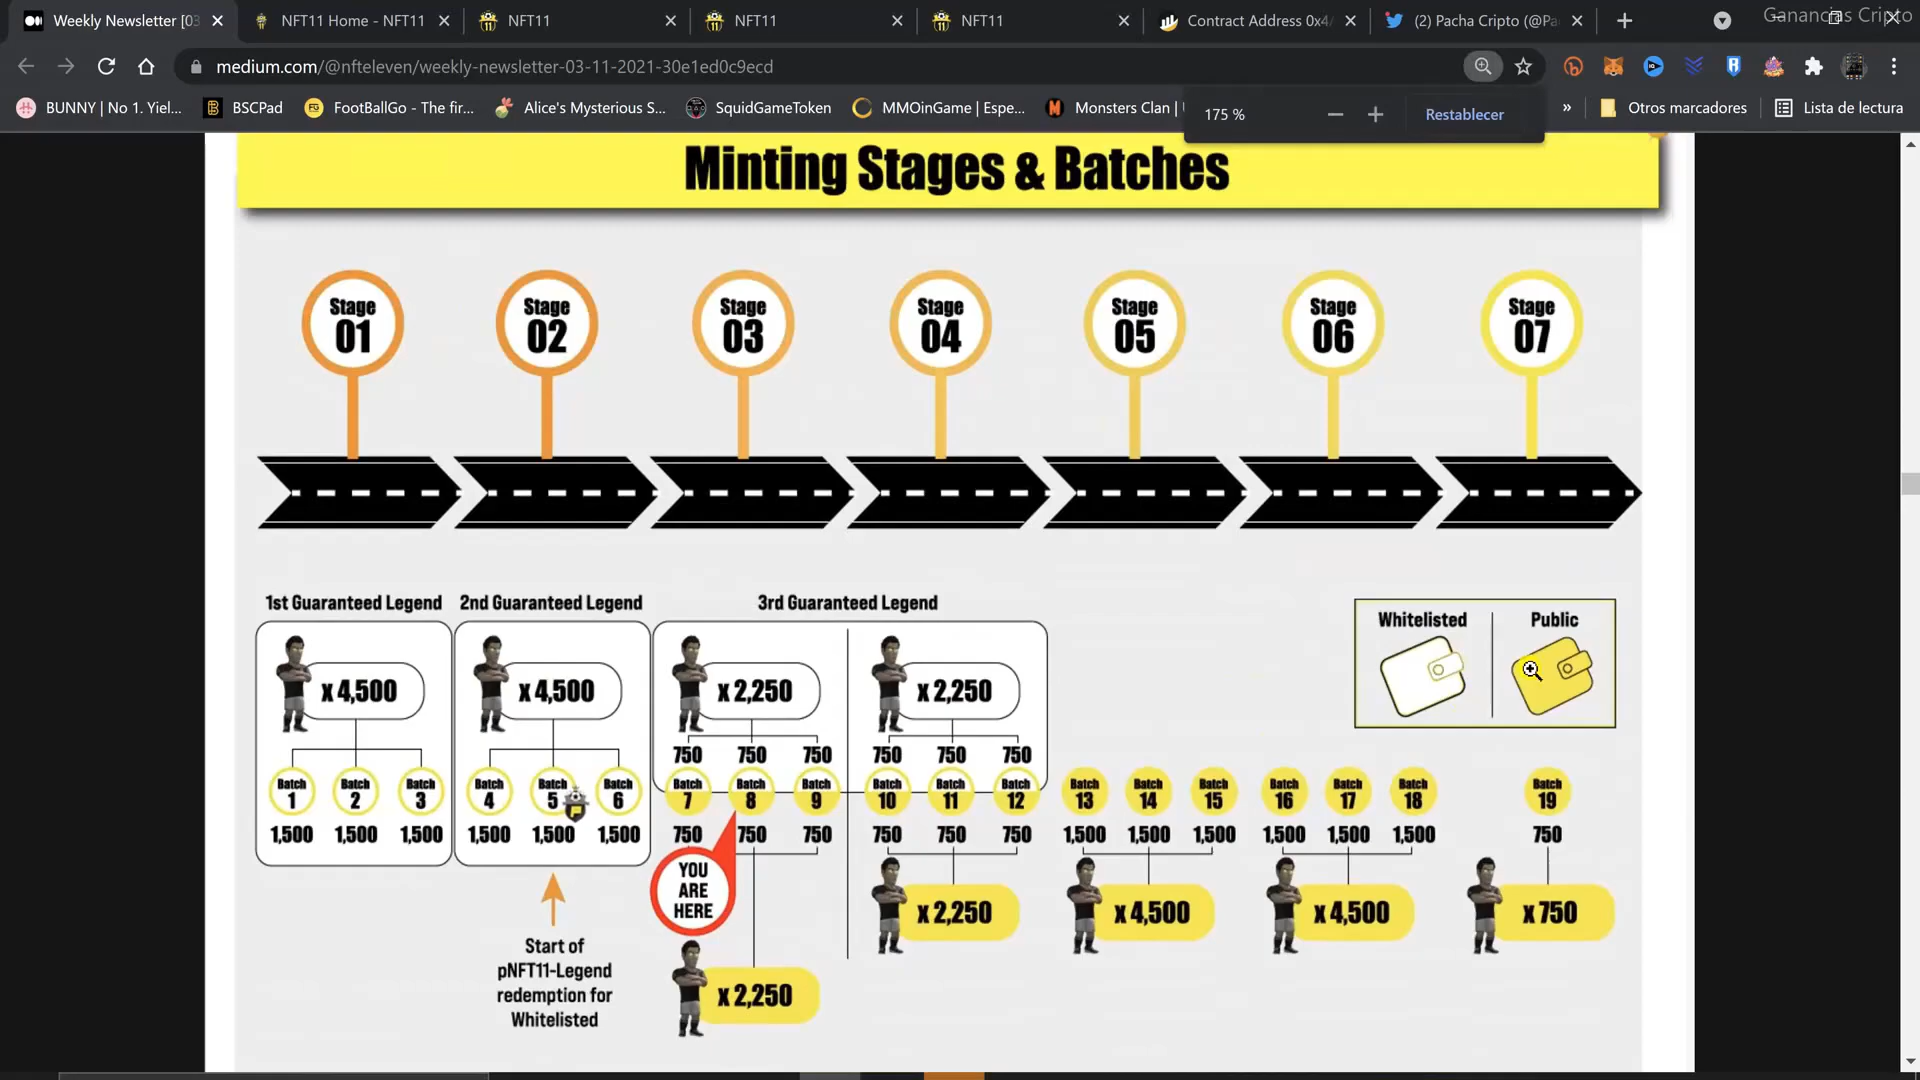 Weekly Newsletter [03
NFT11 Home - NFT11
NFT11
NFT11
NFT11
Contract Address 0x4
(2) Pacha Cripto (@Pa
Ganancias Cripto
medium.com/@nfteleven/weekly-newsletter-03-11-2021-30e1ed0c9ecd
BUNNY | No 1. Yiel...
BSCPad
FootBallGo - The fir...
Alice's Mysterious S...
SquidGameToken
MMOinGame | Espe...
Monsters Clan |
»
Otros marcadores
Lista de lectura
175 %
Restablecer
Minting Stages & Batches
Stage 01
Stage 02
Stage 03
Stage 04
Stage 05
Stage 06
Stage 07
1st Guaranteed Legend
2nd Guaranteed Legend
3rd Guaranteed Legend
Whitelisted
Public
x 4,500
x 4,500
x 2,250
x 2,250
750 750 750
750 750 750
Batch 1
Batch 2
Batch 3
Batch 4
Batch 5
Batch 6
Batch 7
Batch 8
Batch 9
Batch 10
Batch 11
Batch 12
Batch 13
Batch 14
Batch 15
Batch 16
Batch 17
Batch 18
Batch 19
1,500 1,500 1,500
1,500 1,500 1,500
750 750 750
750 750 750
1,500 1,500 1,500
1,500 1,500 1,500
750
YOU
ARE
HERE
x 2,250
x 4,500
x 4,500
x 750
Start of
pNFT11-Legend
redemption for
Whitelisted
x 2,250